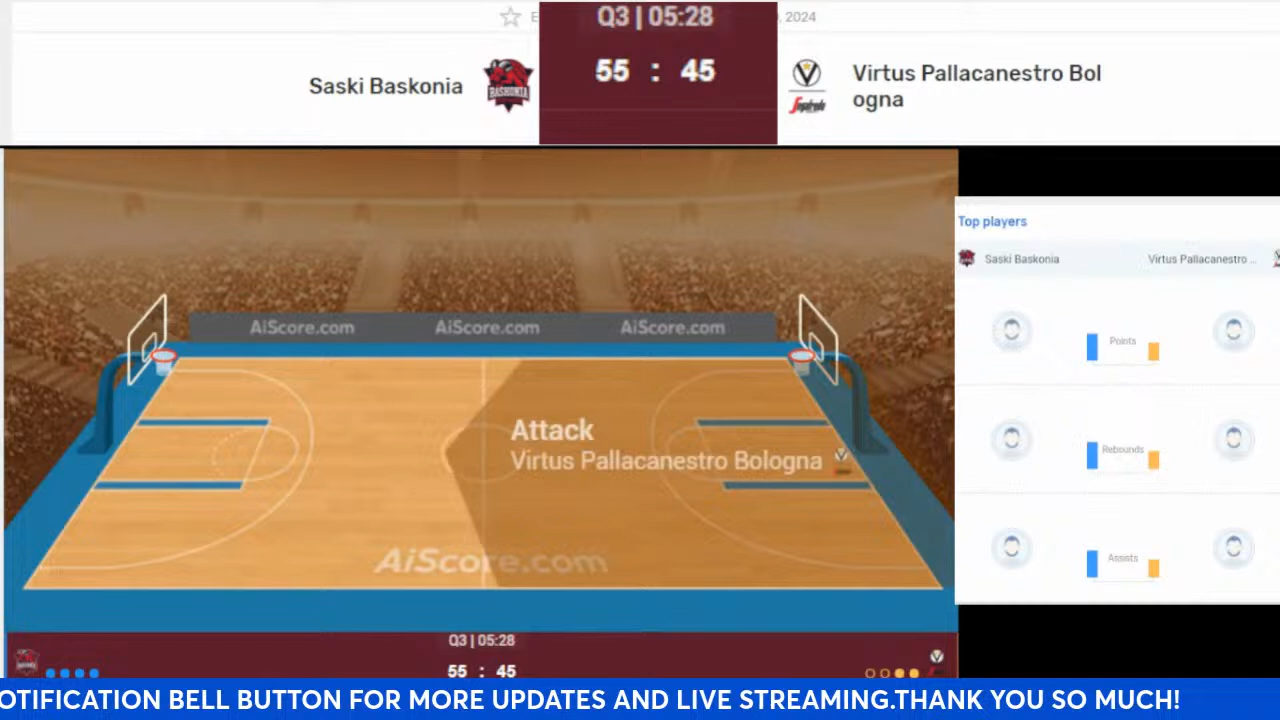 Q3 | 05:28
, 2024
55 : 45
Saski Baskonia
BASKONIA
Virtus Pallacanestro Bol
ogna
Top players
Saski Baskonia
Virtus Pallacanestro ...
AiScore.com
AiScore.com
AiScore.com
Points
Attack
Virtus Pallacanestro Bologna
Rebounds
AiScore.com
Assists
Q3 | 05:28
55 : 45
OTIFICATION BELL BUTTON FOR MORE UPDATES AND LIVE STREAMING.THANK YOU SO MUCH!